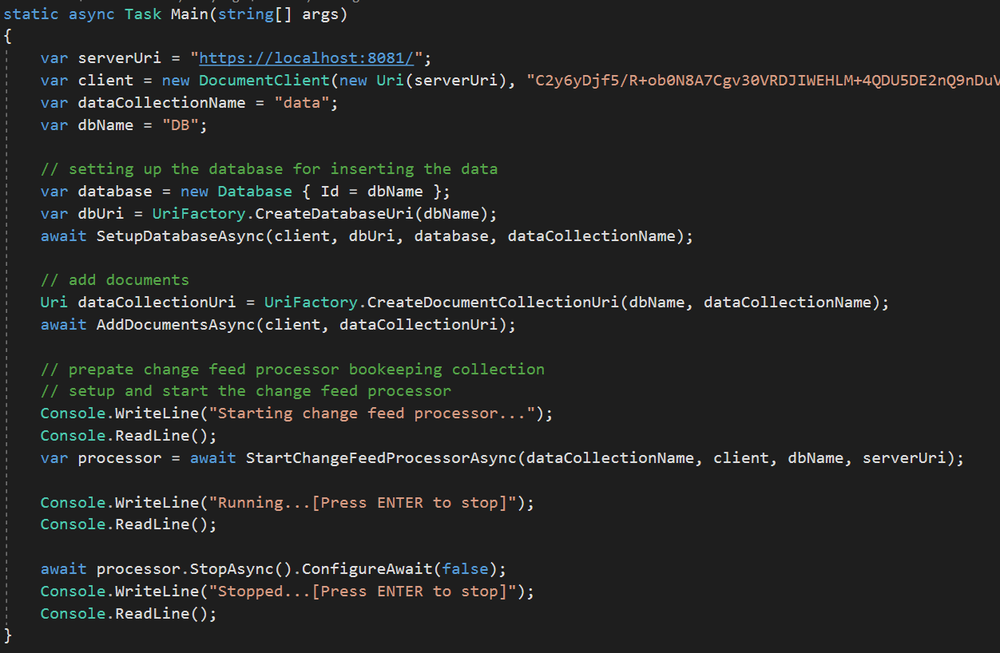 static async Task Main(string[] args)
{
var serverUri = "https://localhost:8081/";
var client = new DocumentClient(new Uri(serverUri), "C2y6yDjf5/R+ob0N8A7Cgv30VRDJIWEHLM+4QDU5DE2nQ9nDuV
var dataCollectionName = "data";
var dbName = "DB";
// setting up the database for inserting the data
var database = new Database { Id = dbName };
var dbUri = UriFactory.CreateDatabaseUri(dbName);
await SetupDatabaseAsync(client, dbUri, database, dataCollectionName);
// add documents
Uri dataCollectionUri = UriFactory.CreateDocumentCollectionUri(dbName, dataCollectionName);
await AddDocumentsAsync(client, dataCollectionUri);
// prepate change feed processor bookeeping collection
// setup and start the change feed processor
Console.WriteLine("Starting change feed processor...");
Console.ReadLine();
var processor = await StartChangeFeedProcessorAsync(dataCollectionName, client, dbName, serverUri);
Console.WriteLine("Running...[Press ENTER to stop]");
Console.ReadLine();
await processor.StopAsync().ConfigureAwait(false);
Console.WriteLine("Stopped...[Press ENTER to stop]");
Console.ReadLine();
}